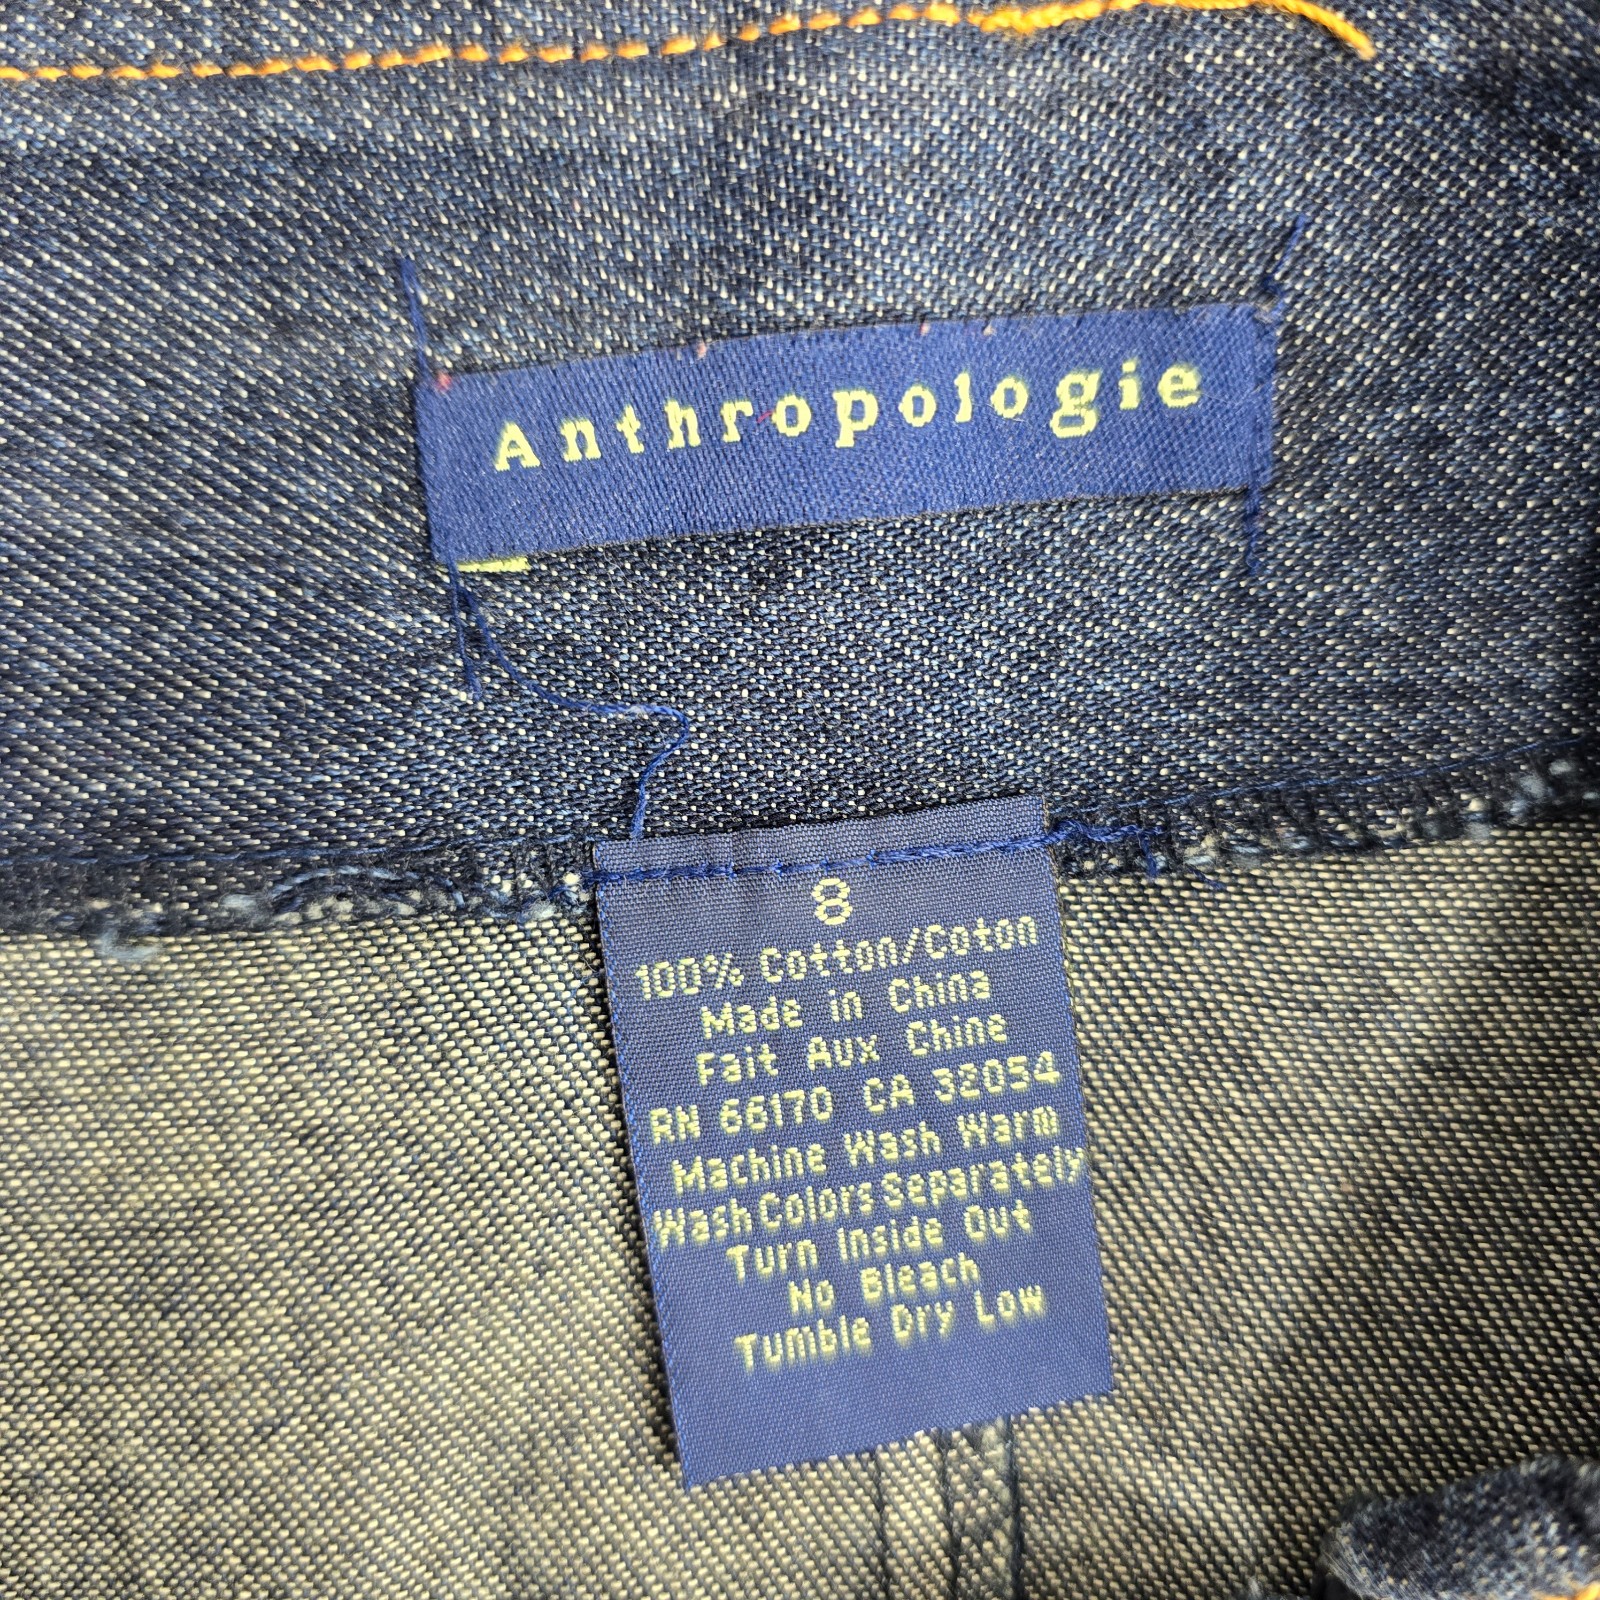 Anthropologie
8
100% Cotton/Coton
Made in China
Fait Aux Chine
RN 66170 CA 32054
Machine Wash Warm
Wash Colors Separately
Turn Inside Out
No Bleach
Tumble Dry Low